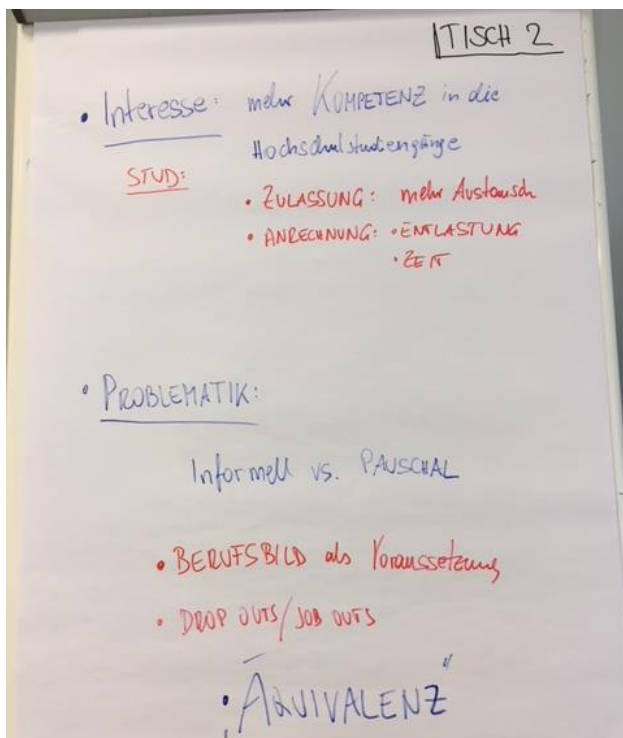 TISCH 2
• Interesse: mehr KOMPETENZ in die
Hochschulstudiengänge
STUD:
• ZULASSUNG: mehr Austausch
• ANRECHNUNG: • ENTLASTUNG
• ZEIT
• PROBLEMATIK:
Informell vs. PAUSCHAL
• BERUFSBILD als Voraussetzung
• DROP OUTS/JOB OUTS
• „ÄQUIVALENZ"